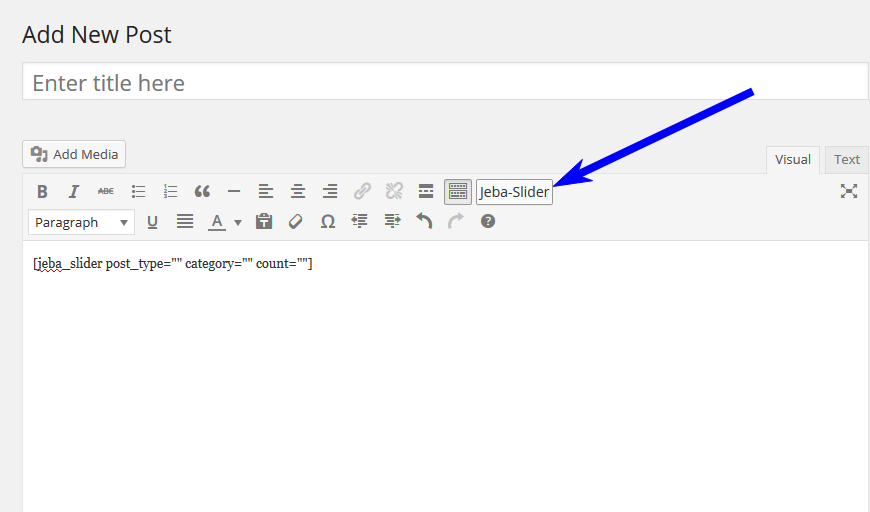 Add New Post
Enter title here
Add Media
Visual Text
B I ABC Jeba-Slider
Paragraph U A Ω
[jeba_slider post_type="" category="" count=""]